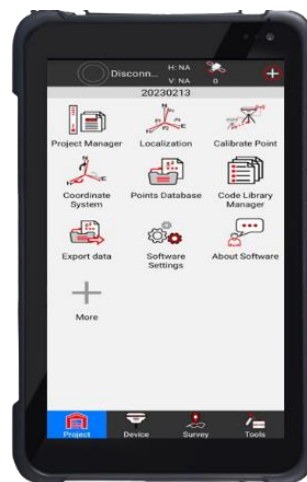 Disconn...
H: NA
V: NA
0
20230213
Project Manager
Localization
Calibrate Point
Coordinate System
Points Database
Code Library Manager
Export data
Software Settings
About Software
More
Project
Device
Survey
Tools